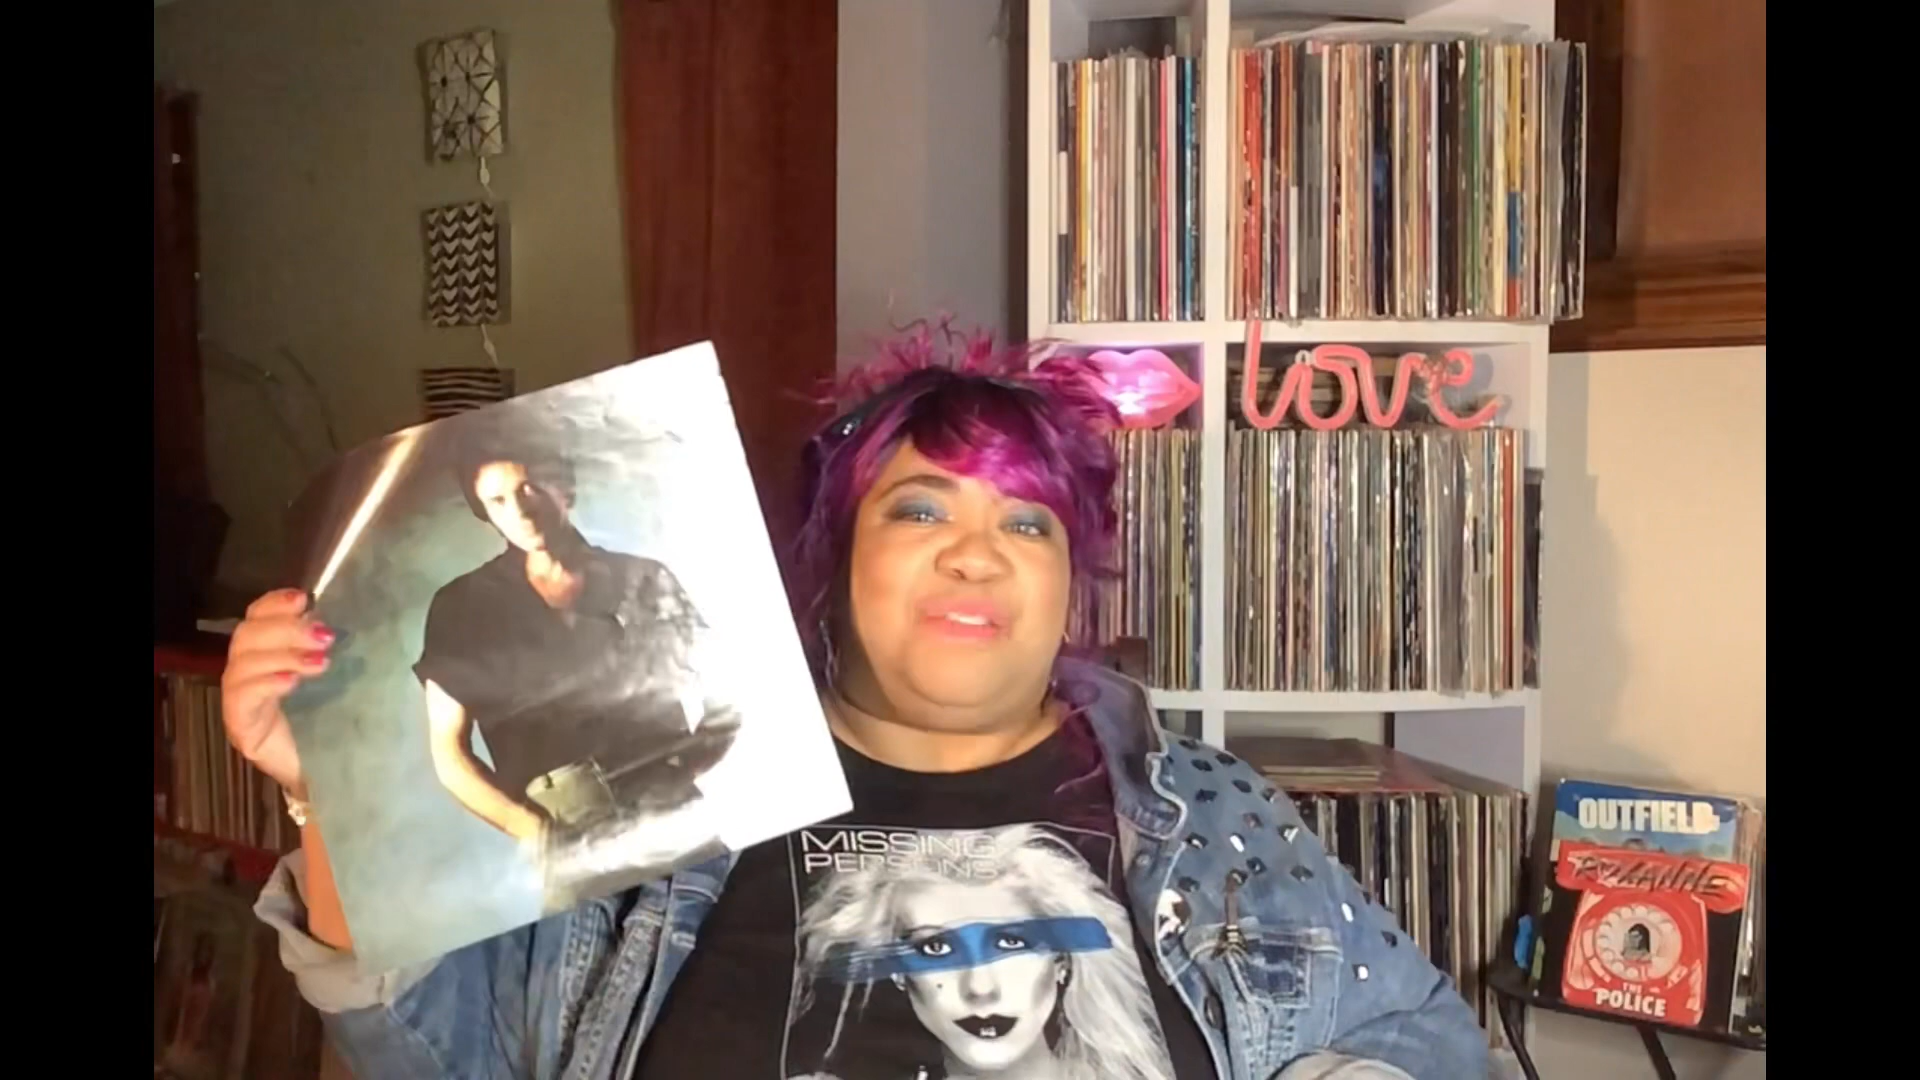 love
MISSING
PERSONS
OUTFIELD
ROXANNE
THE
POLICE